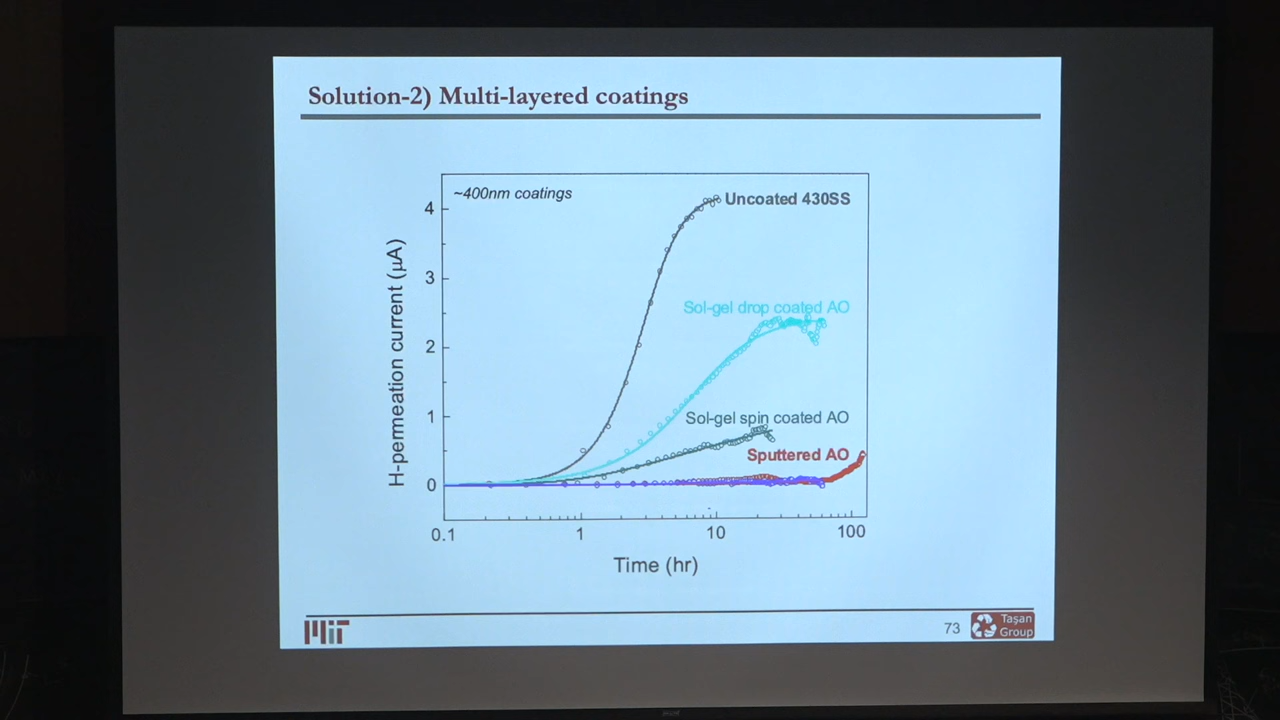 Solution-2) Multi-layered coatings
~400nm coatings
Uncoated 430SS
Sol-gel drop coated AO
Sol-gel spin coated AO
Sputtered AO
H-permeation current (μA)
4
3
2
1
0
0.1
1
10
100
Time (hr)
MIT
73
Taşan
Group